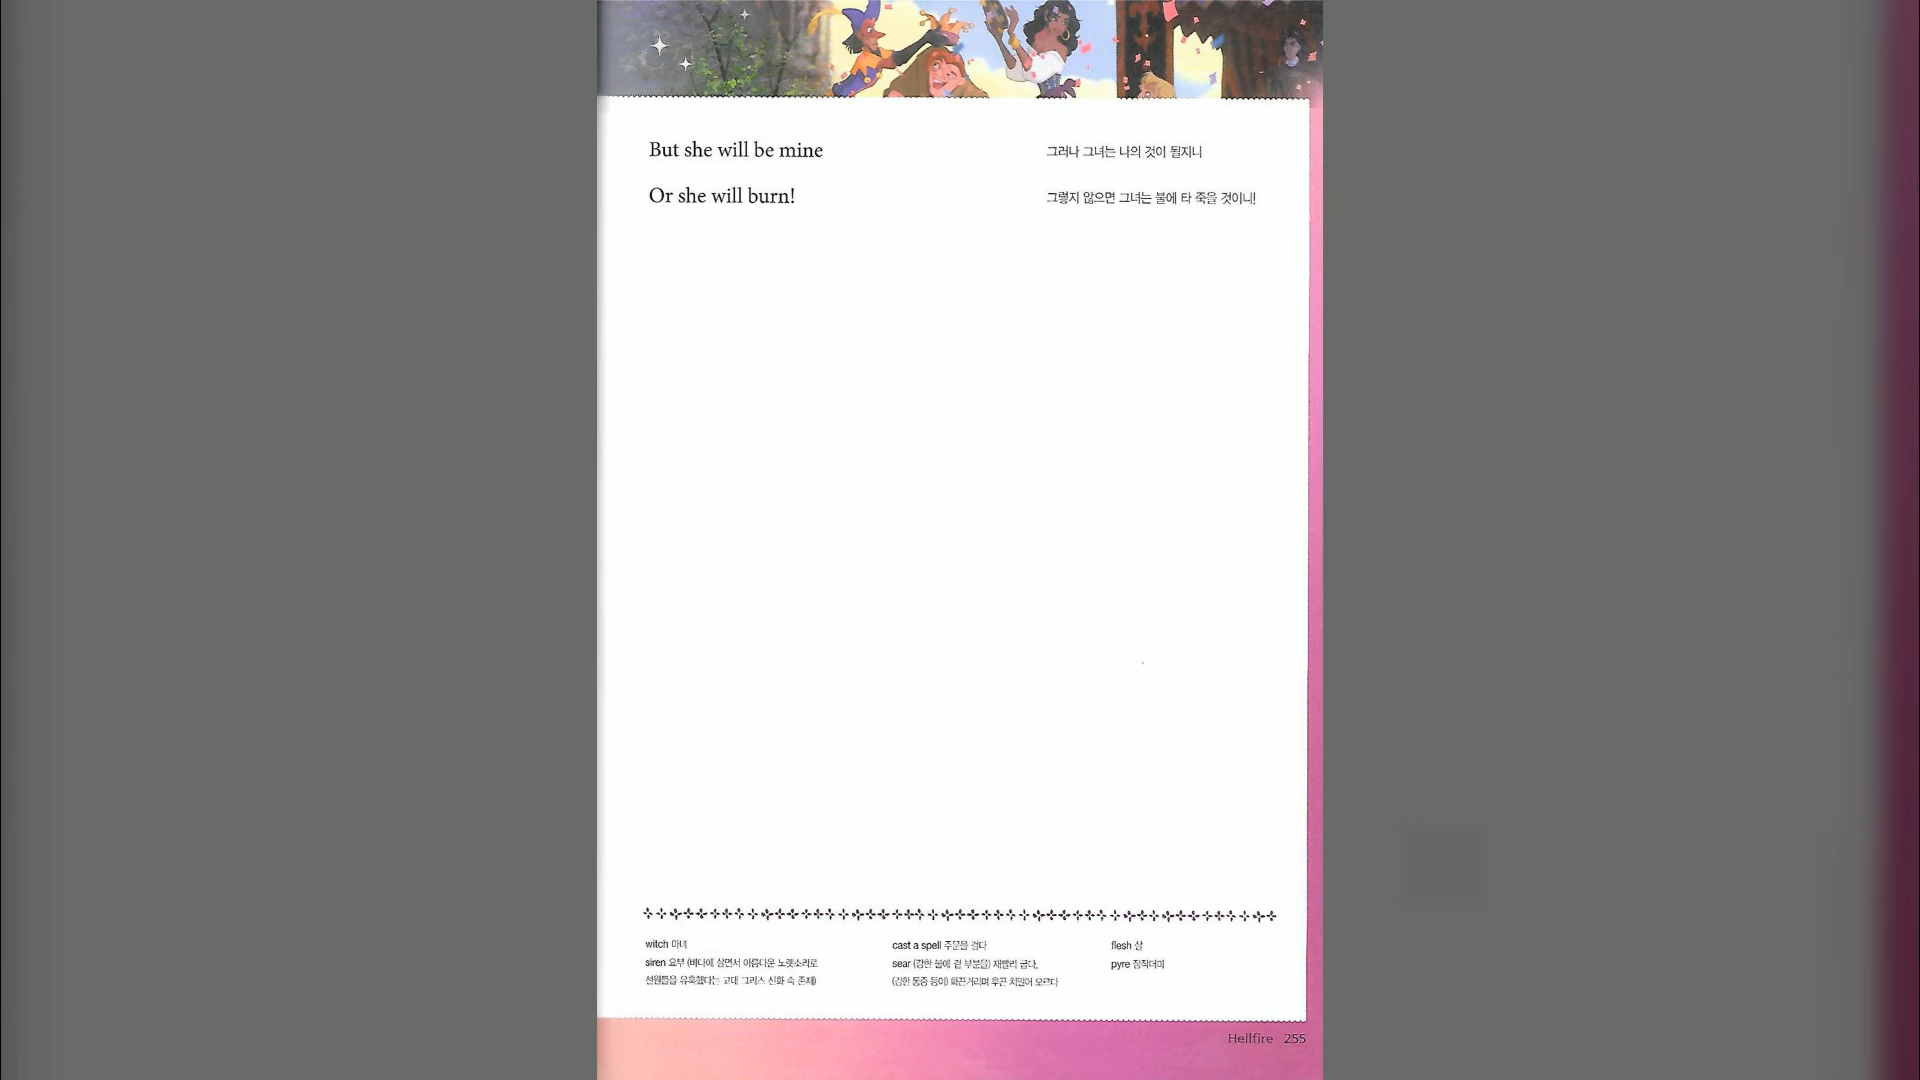 But she will be mine
그러나 그녀는 나의 것이 될지니
Or she will burn!
그렇지 않으면 그녀는 불에 타 죽을 것이니!
witch 마녀
siren 요부 (바다에 살면서 아름다운 노랫소리로
선원들을 유혹했다는 고대 그리스 신화 속 존재)
cast a spell 주문을 걸다
sear (강한 불에 겉 부분을) 재빨리 굽다,
(강한 통증 등이) 화끈거리며 후끈 치밀어 오르다
flesh 살
pyre 장작더미
Hellfire 255